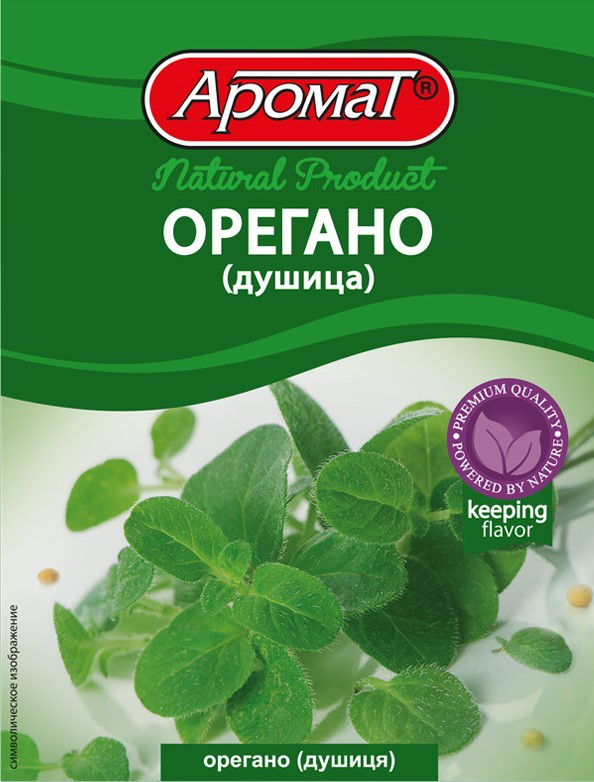 АромаТ®
Natural Product
ОРЕГАНО
(душица)
PREMIUM QUALITY
POWERED BY NATURE
keeping
flavor
символическое изображение
орегано (душиця)